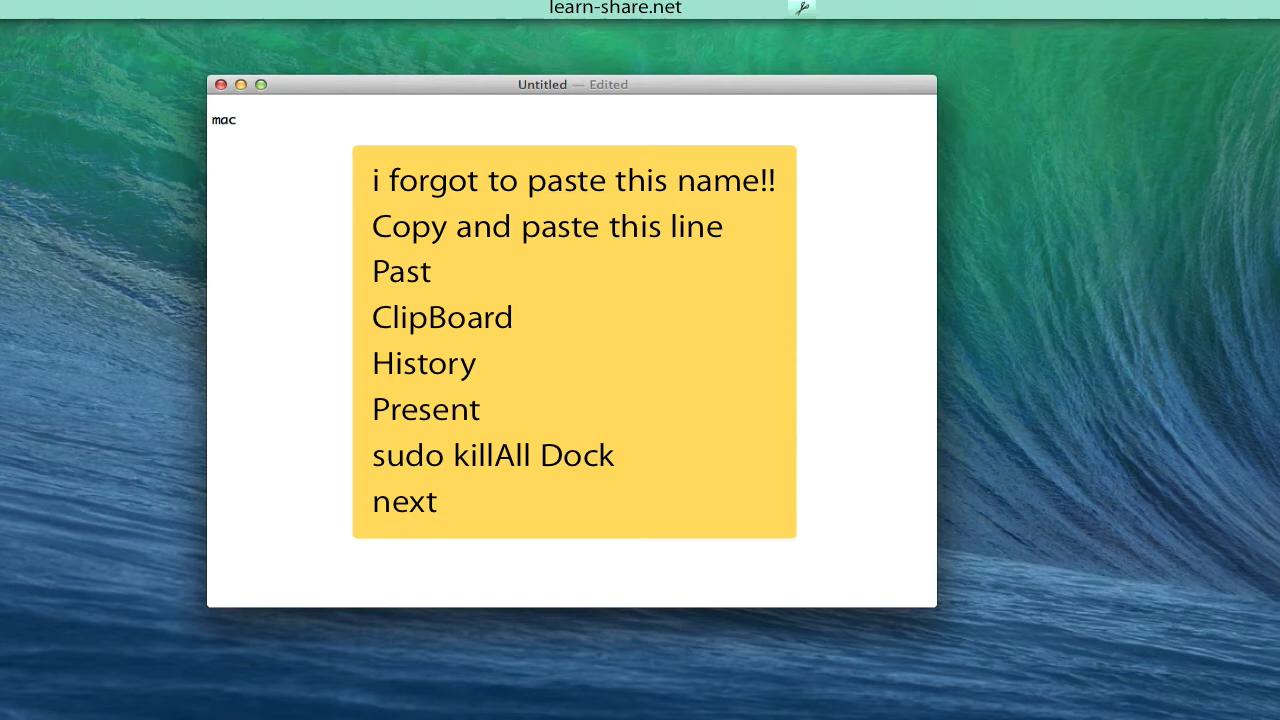 learn-share.net
Untitled — Edited
mac
i forgot to paste this name!!
Copy and paste this line
Past
ClipBoard
History
Present
sudo killAll Dock
next